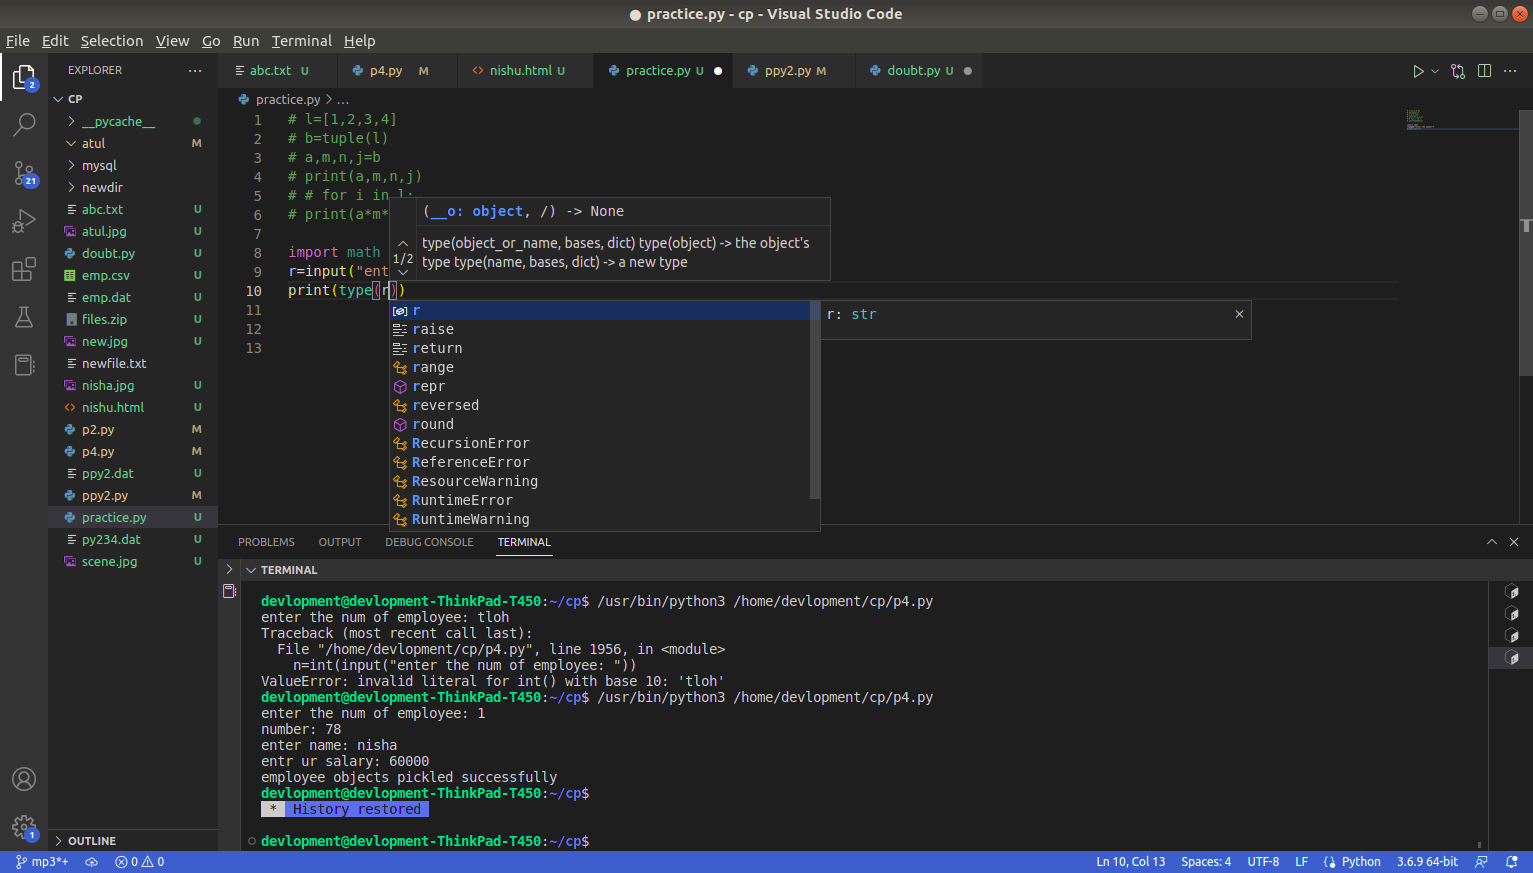 ● practice.py - cp - Visual Studio Code
File Edit Selection View Go Run Terminal Help
EXPLORER ...
abc.txt U p4.py M nishu.html U practice.py U ● ppy2.py M doubt.py U ●
CP
practice.py > ...
__pycache__
atul M
mysql
newdir
abc.txt U
atul.jpg U
doubt.py U
emp.csv U
emp.dat U
files.zip U
new.jpg U
newfile.txt
nisha.jpg U
nishu.html U
p2.py M
p4.py M
ppy2.dat U
ppy2.py M
practice.py U
py234.dat U
scene.jpg U
OUTLINE
2
21
1
1 # l=[1,2,3,4]
2 # b=tuple(l)
3 # a,m,n,j=b
4 # print(a,m,n,j)
5 # # for i in l:
6 # print(a*m*
7
8 import math
9 r=input("ent
10 print(type(r))
11
12
13
(__o: object, /) -> None
1/2
type(object_or_name, bases, dict) type(object) -> the object's
type type(name, bases, dict) -> a new type
r
raise
return
range
repr
reversed
round
RecursionError
ReferenceError
ResourceWarning
RuntimeError
RuntimeWarning
r: str
PROBLEMS OUTPUT DEBUG CONSOLE TERMINAL
TERMINAL
devlopment@devlopment-ThinkPad-T450:~/cp$ /usr/bin/python3 /home/devlopment/cp/p4.py
enter the num of employee: tloh
Traceback (most recent call last):
File "/home/devlopment/cp/p4.py", line 1956, in <module>
n=int(input("enter the num of employee: "))
ValueError: invalid literal for int() with base 10: 'tloh'
devlopment@devlopment-ThinkPad-T450:~/cp$ /usr/bin/python3 /home/devlopment/cp/p4.py
enter the num of employee: 1
number: 78
enter name: nisha
entr ur salary: 60000
employee objects pickled successfully
devlopment@devlopment-ThinkPad-T450:~/cp$
* History restored
devlopment@devlopment-ThinkPad-T450:~/cp$
mp3*+ 0 0 Ln 10, Col 13 Spaces: 4 UTF-8 LF Python 3.6.9 64-bit